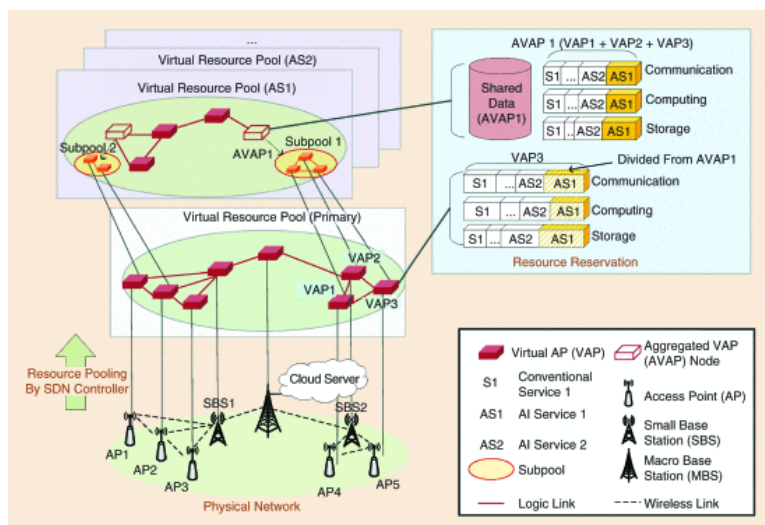 ...
Virtual Resource Pool (AS2)
Virtual Resource Pool (AS1)
Subpool 2
AVAP1
Subpool 1
Virtual Resource Pool (Primary)
VAP2
VAP1
VAP3
Resource Pooling
By SDN Controller
Cloud Server
SBS1
SBS2
AP1
AP2
AP3
AP4
AP5
Physical Network
AVAP 1 (VAP1 + VAP2 + VAP3)
Shared
Data
(AVAP1)
S1 ... AS2 AS1 Communication
S1 .. AS2 AS1 Computing
S1 .. AS2 AS1 Storage
VAP3
Divided From AVAP1
S1 ... AS2 AS1 Communication
S1 ... AS2 AS1 Computing
S1 ... AS2 AS1 Storage
Resource Reservation
Virtual AP (VAP)
Aggregated VAP
(AVAP) Node
S1 Conventional
Service 1
Access Point (AP)
AS1 AI Service 1
Small Base
Station (SBS)
AS2 AI Service 2
Subpool
Macro Base
Station (MBS)
Logic Link
Wireless Link